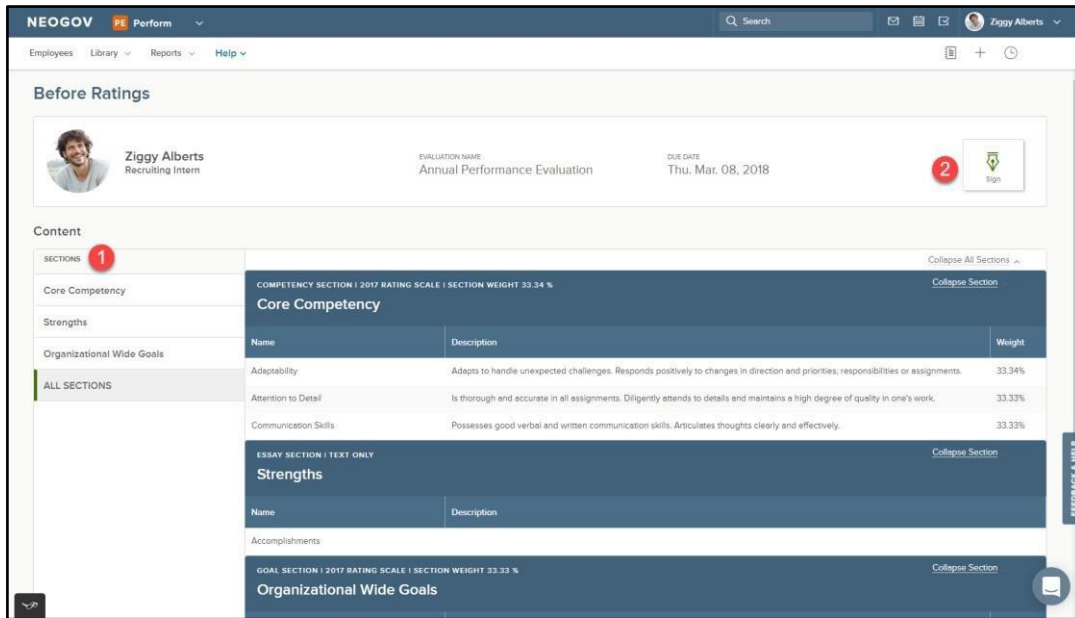 NEOGOV PE Perform Search Ziggy Alberts
Employees Library Reports Help
Before Ratings
Ziggy Alberts
Recruiting Intern
EVALUATION NAME
Annual Performance Evaluation
DUE DATE
Thu. Mar. 08, 2018
2
Sign
Content
SECTIONS 1
Collapse All Sections
Core Competency
Strengths
Organizational Wide Goals
ALL SECTIONS
COMPETENCY SECTION | 2017 RATING SCALE | SECTION WEIGHT 33.34 % Collapse Section
Core Competency
Name Description Weight
Adaptability Adapts to handle unexpected challenges. Responds positively to changes in direction and priorities, responsibilities or assignments. 33.34%
Attention to Detail Is thorough and accurate in all assignments. Diligently attends to details and maintains a high degree of quality in one's work. 33.33%
Communication Skills Possesses good verbal and written communication skills. Articulates thoughts clearly and effectively. 33.33%
ESSAY SECTION | TEXT ONLY Collapse Section
Strengths
Name Description
Accomplishments
GOAL SECTION | 2017 RATING SCALE | SECTION WEIGHT 33.33 % Collapse Section
Organizational Wide Goals
FEEDBACK & HELP